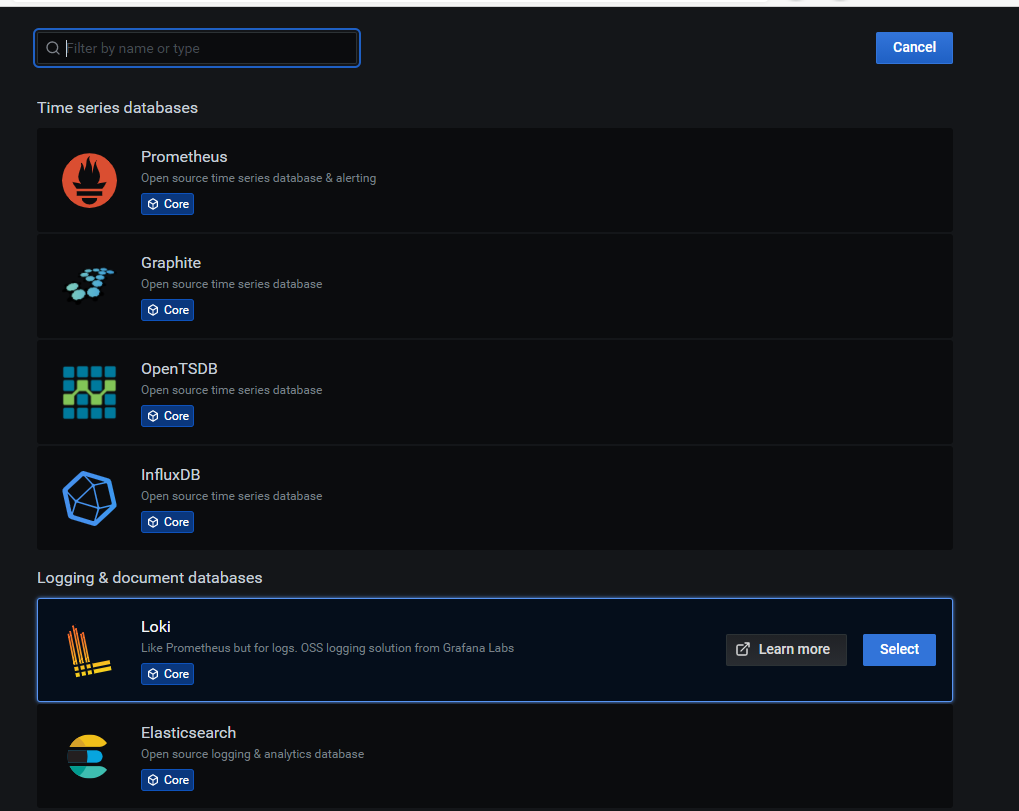 Filter by name or type
Cancel
Time series databases
Prometheus
Open source time series database & alerting
Core
Graphite
Open source time series database
Core
OpenTSDB
Open source time series database
Core
InfluxDB
Open source time series database
Core
Logging & document databases
Loki
Like Prometheus but for logs. OSS logging solution from Grafana Labs
Core
Learn more
Select
Elasticsearch
Open source logging & analytics database
Core